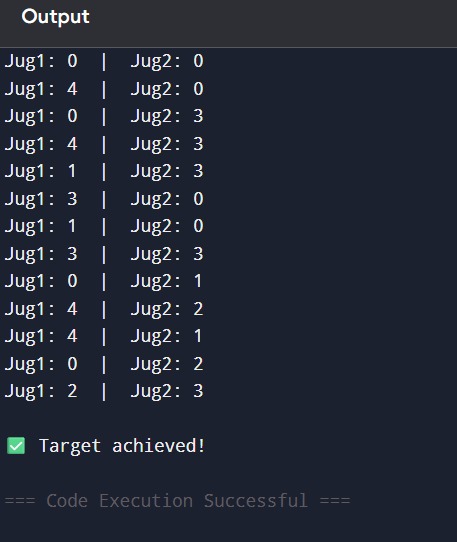 Output
Jug1: 0  |  Jug2: 0
Jug1: 4  |  Jug2: 0
Jug1: 0  |  Jug2: 3
Jug1: 4  |  Jug2: 3
Jug1: 1  |  Jug2: 3
Jug1: 3  |  Jug2: 0
Jug1: 1  |  Jug2: 0
Jug1: 3  |  Jug2: 3
Jug1: 0  |  Jug2: 1
Jug1: 4  |  Jug2: 2
Jug1: 4  |  Jug2: 1
Jug1: 0  |  Jug2: 2
Jug1: 2  |  Jug2: 3
✅ Target achieved!
=== Code Execution Successful ===